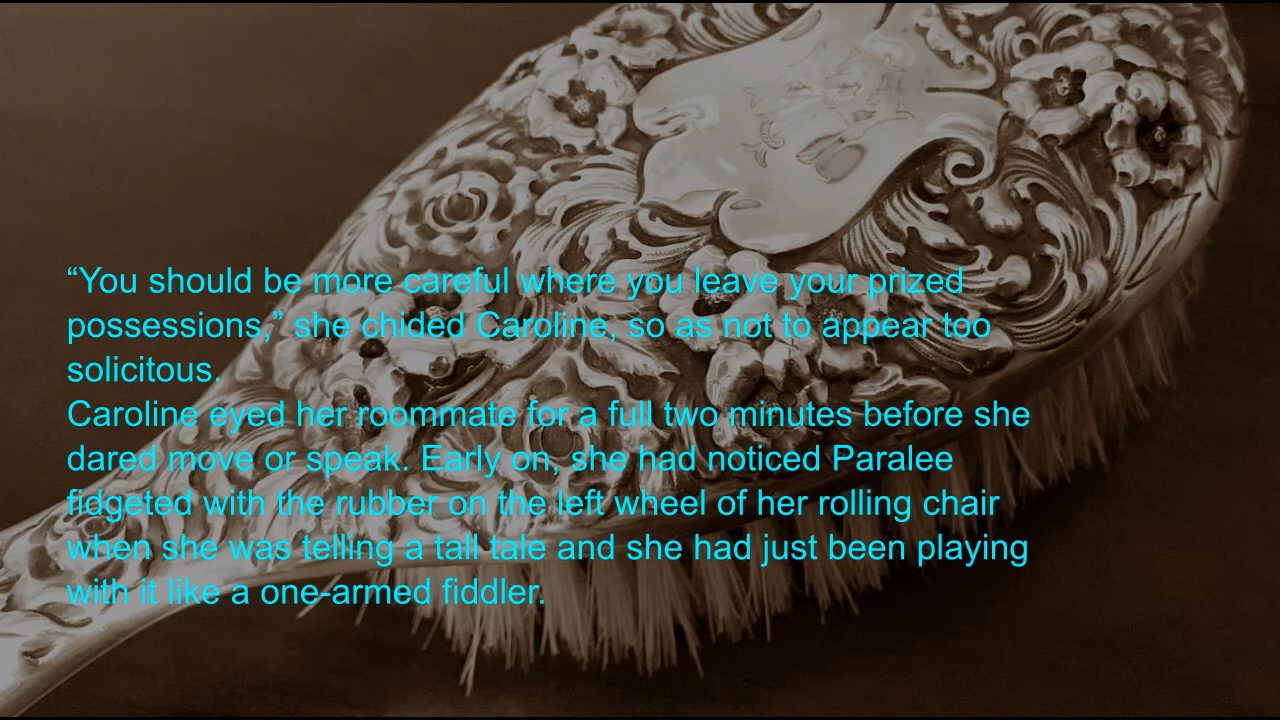 “You should be more careful where you leave your prized
possessions,” she chided Caroline, so as not to appear too
solicitous.
Caroline eyed her roommate for a full two minutes before she
dared move or speak. Early on, she had noticed Paralee
fidgeted with the rubber on the left wheel of her rolling chair
when she was telling a tall tale and she had just been playing
with it like a one-armed fiddler.